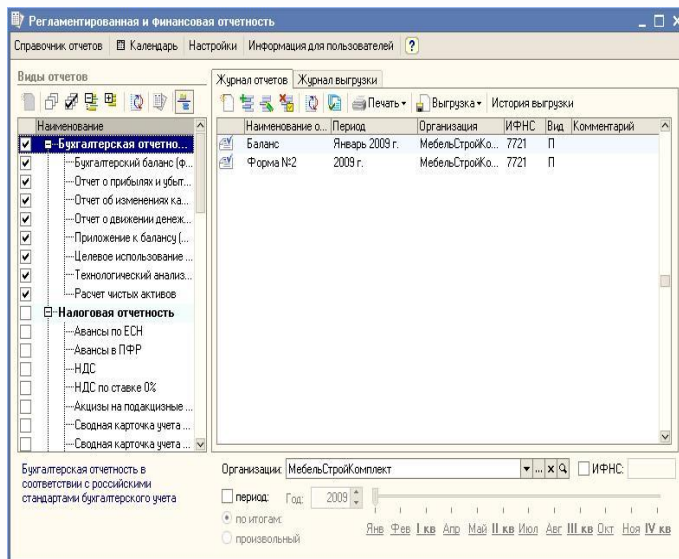 Регламентированная и финансовая отчетность
Справочник отчетов Календарь Настройки Информация для пользователей ?
Виды отчетов
Журнал отчетов Журнал выгрузки
Печать Выгрузка История выгрузки
Наименование
Бухгалтерская отчетно...
Бухгалтерский баланс (ф...
Отчет о прибылях и убыт...
Отчет об изменениях ка...
Отчет о движении денеж...
Приложение к балансу (...
Целевое использование ...
Технологический анализ...
Расчет чистых активов
Налоговая отчетность
Авансы по ЕСН
Авансы в ПФР
НДС
НДС по ставке 0%
Акцизы на подакцизные ...
Сводная карточка учета ...
Сводная карточка учета ...
Наименование о... Период Организация ИФНС Вид Комментарий
Баланс Январь 2009 г. МебельСтройКо... 7721 П
Форма №2 2009 г. МебельСтройКо... 7721 П
Бухгалтерская отчетность в
соответствии с российскими
стандартами бухгалтерского учета
Организация: МебельСтройКомплект ... x ИФНС:
период: Год: 2009
по итогам:
произвольный
Янв Фев I кв Апр Май II кв Июл Авг III кв Окт Ноя IV кв